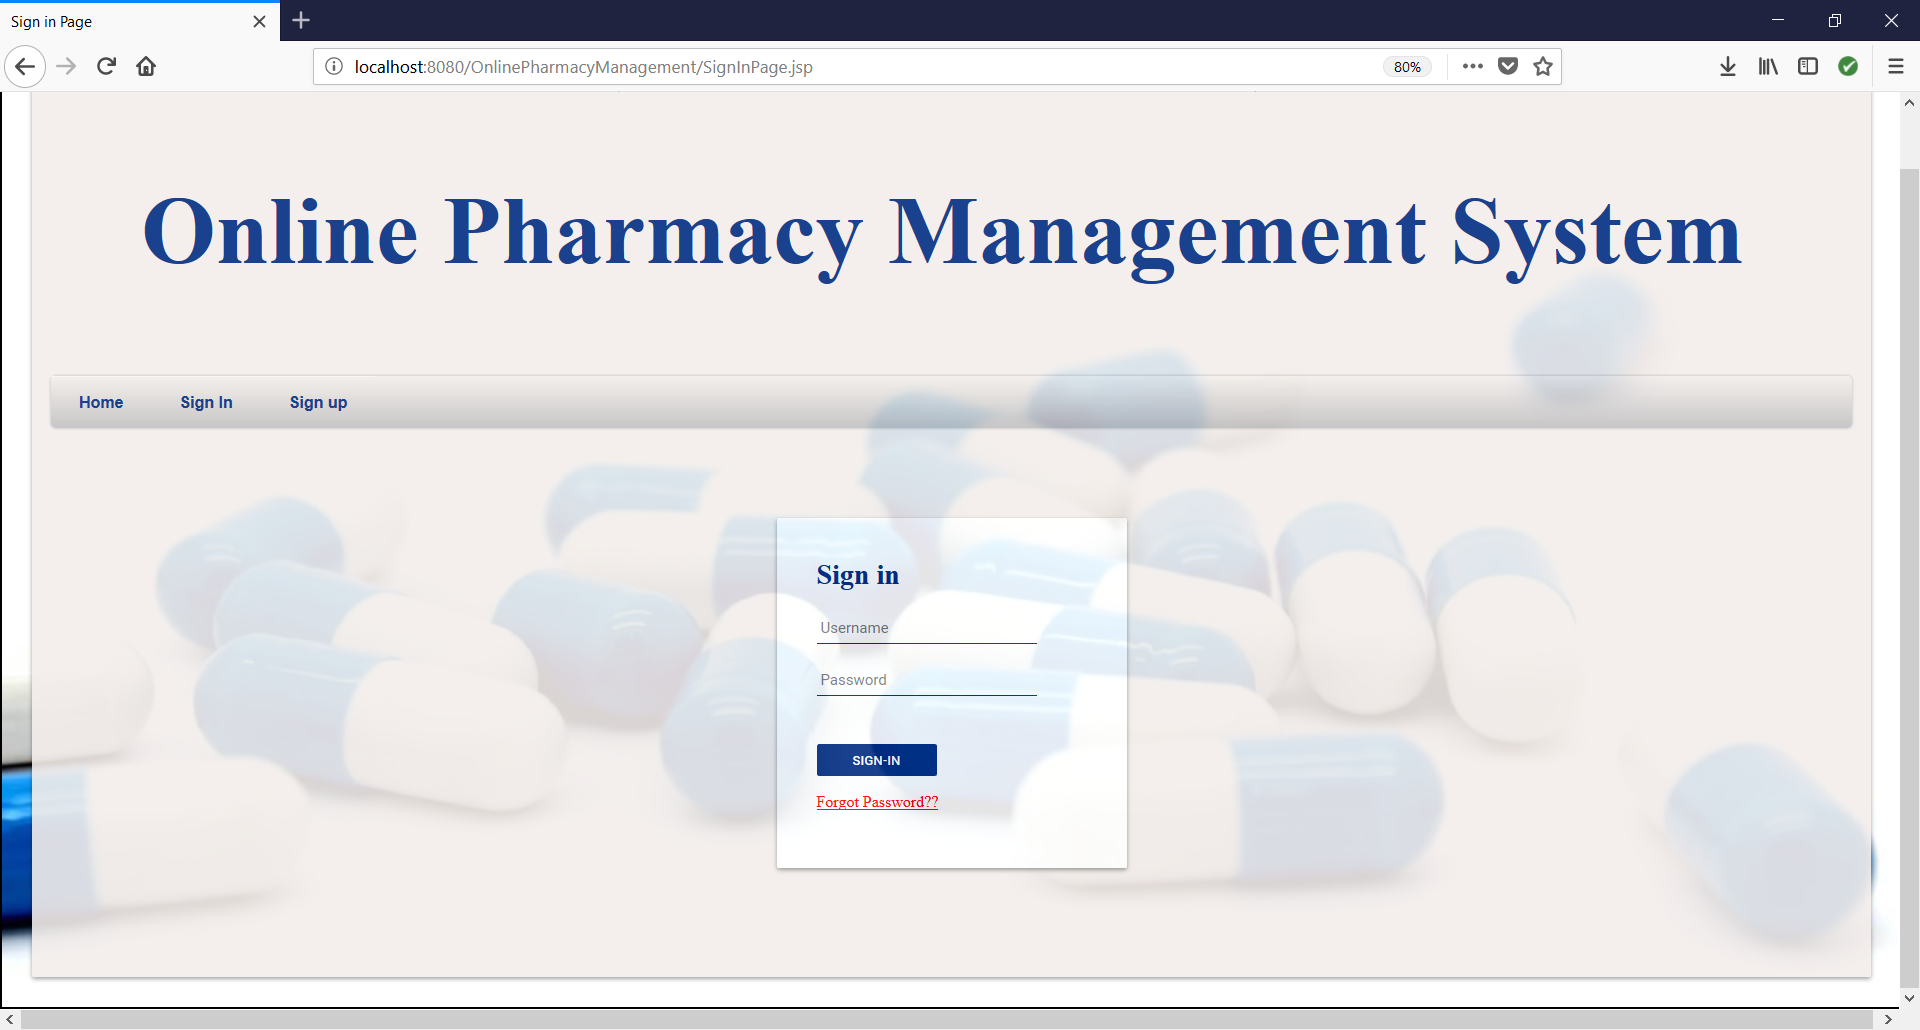 Sign in Page
localhost:8080/OnlinePharmacyManagement/SignInPage.jsp
80%
Online Pharmacy Management System
Home Sign In Sign up
Sign in
Username
Password
SIGN-IN
Forgot Password??